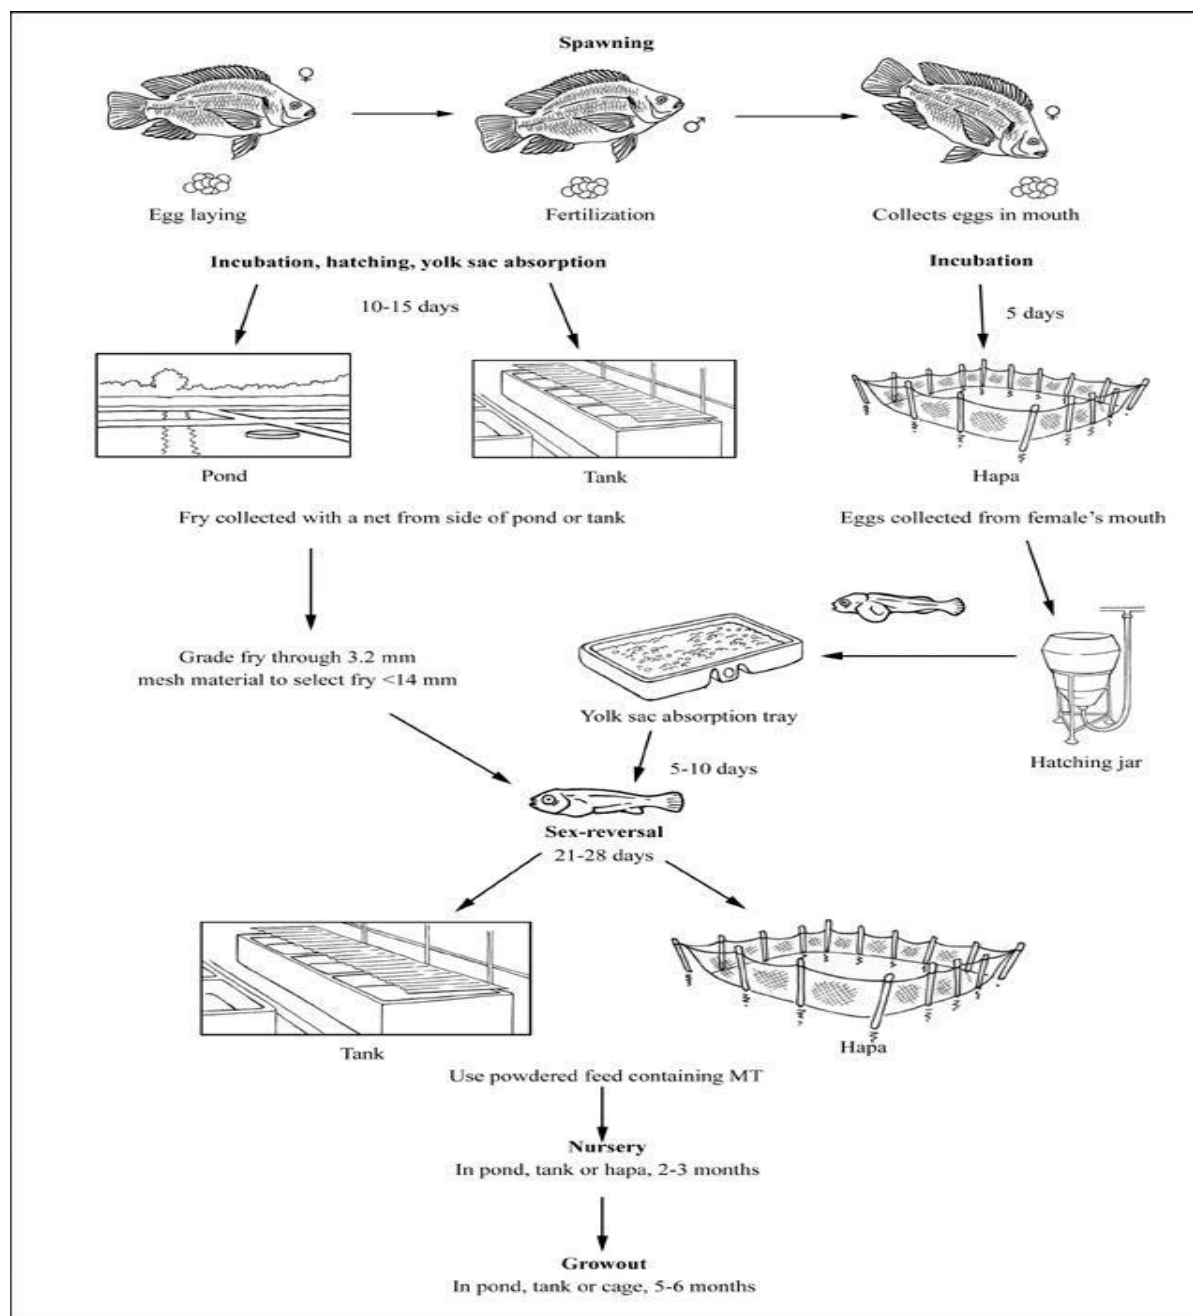 Spawning
♀
♂
♀
Egg laying
Fertilization
Collects eggs in mouth
Incubation, hatching, yolk sac absorption
Incubation
10-15 days
5 days
Pond
Tank
Hapa
Fry collected with a net from side of pond or tank
Eggs collected from female's mouth
Grade fry through 3.2 mm
mesh material to select fry <14 mm
Yolk sac absorption tray
Hatching jar
5-10 days
Sex-reversal
21-28 days
Tank
Hapa
Use powdered feed containing MT
Nursery
In pond, tank or hapa, 2-3 months
Growout
In pond, tank or cage, 5-6 months